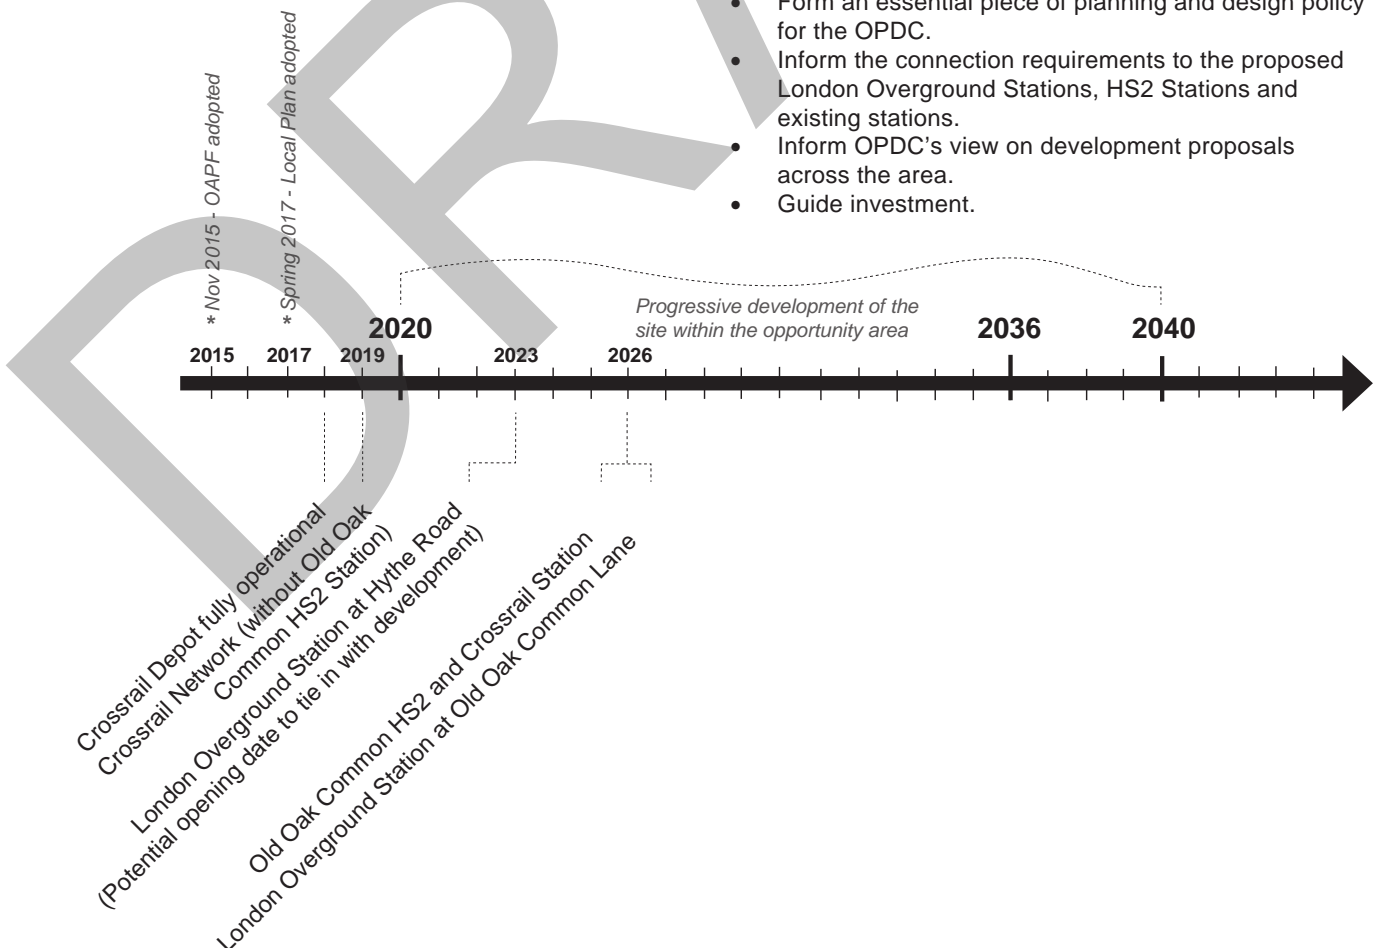 Form an essential piece of planning and design policy
for the OPDC.
• Inform the connection requirements to the proposed
London Overground Stations, HS2 Stations and
existing stations.
• Inform OPDC's view on development proposals
across the area.
• Guide investment.
* Nov 2015 - OAPF adopted
* Spring 2017 - Local Plan adopted
Progressive development of the
site within the opportunity area
2020
2036
2040
2015
2017
2019
2023
2026
Crossrail Depot fully operational
Crossrail Network (without Old Oak
Common HS2 Station)
London Overground Station at Hythe Road
(Potential opening date to tie in with development)
Old Oak Common HS2 and Crossrail Station
London Overground Station at Old Oak Common Lane
DRA